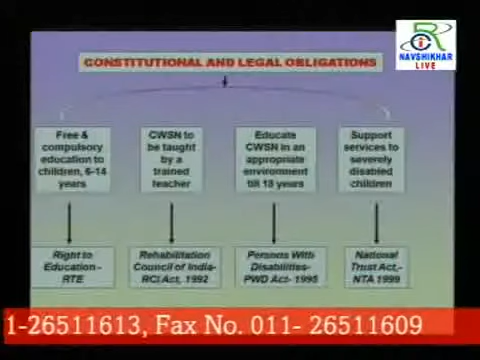 CONSTITUTIONAL AND LEGAL OBLIGATIONS
R
NAVSHIKHAR
LIVE
Free &
compulsory
education to
children, 6-14
years
CWSN to
be taught
by a
trained
teacher
Educate
CWSN in an
appropriate
environment
till 18 years
Support
services to
severely
disabled
children
Right to
Education-
RTE
Rehabilitation
Council of India-
RCI Act, 1992
Persons With
Disabilities-
PWD Act- 1995
National
Trust Act,-
NTA 1999
1-26511613, Fax No. 011- 26511609